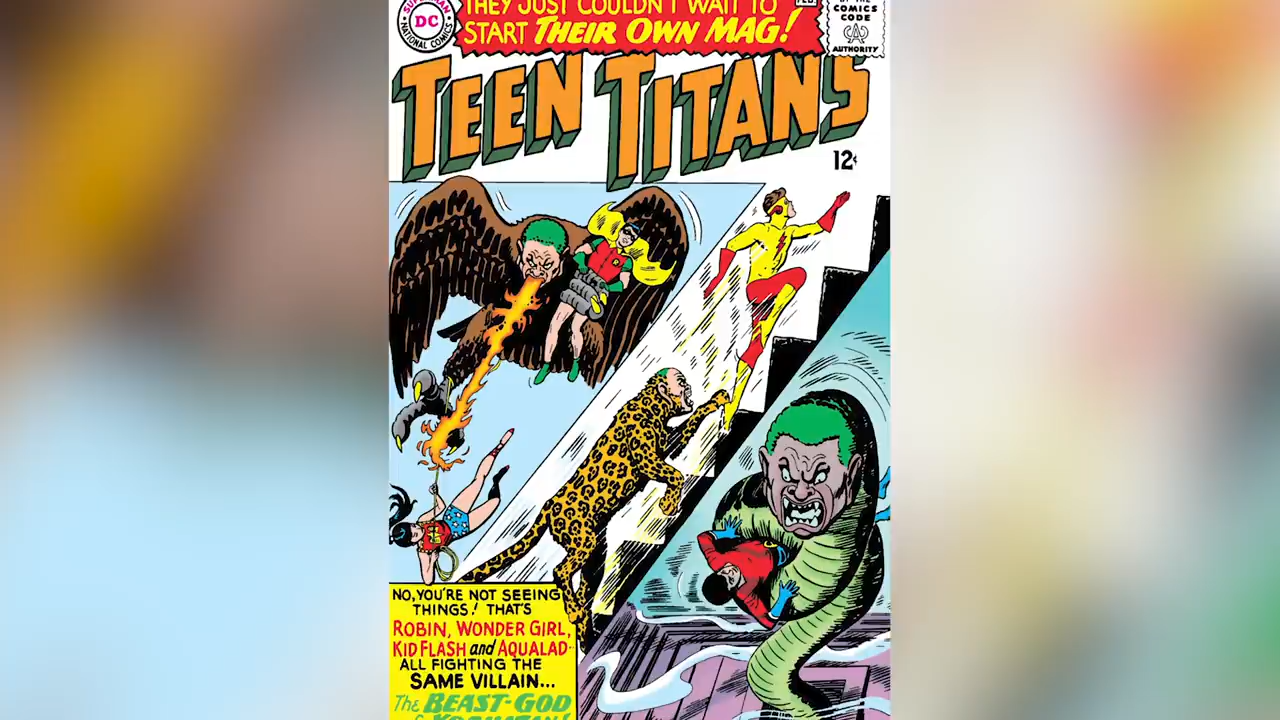 THEY JUST COULDN'T WAIT TO
START THEIR OWN MAG!
DC
NATIONAL COMICS
COMICS
CODE
AUTHORITY
TEEN TITANS
12¢
R
NO, YOU'RE NOT SEEING
THINGS! THAT'S
ROBIN, WONDER GIRL,
KID FLASH and AQUALAD--
ALL FIGHTING THE
SAME VILLAIN...
The BEAST-GOD